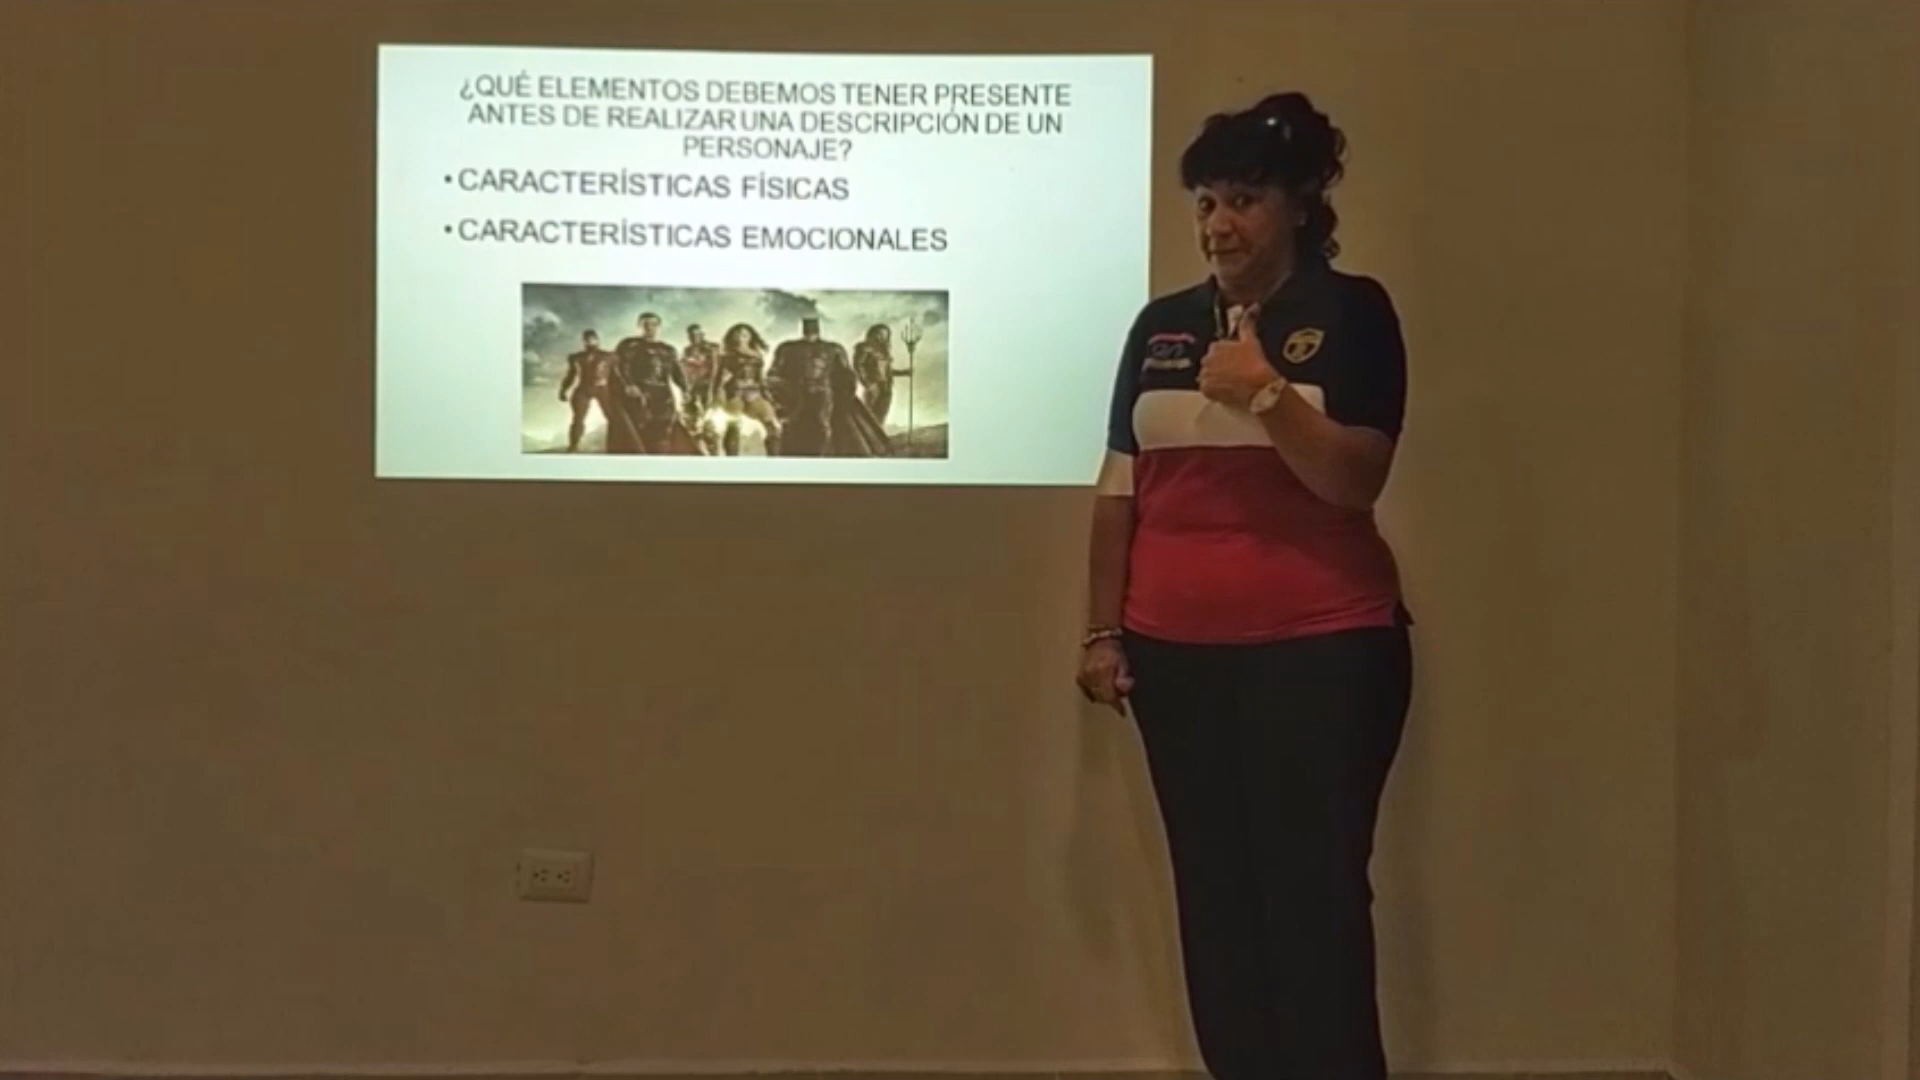 ¿QUÉ ELEMENTOS DEBEMOS TENER PRESENTE
ANTES DE REALIZAR UNA DESCRIPCIÓN DE UN
PERSONAJE?
• CARACTERÍSTICAS FÍSICAS
• CARACTERÍSTICAS EMOCIONALES